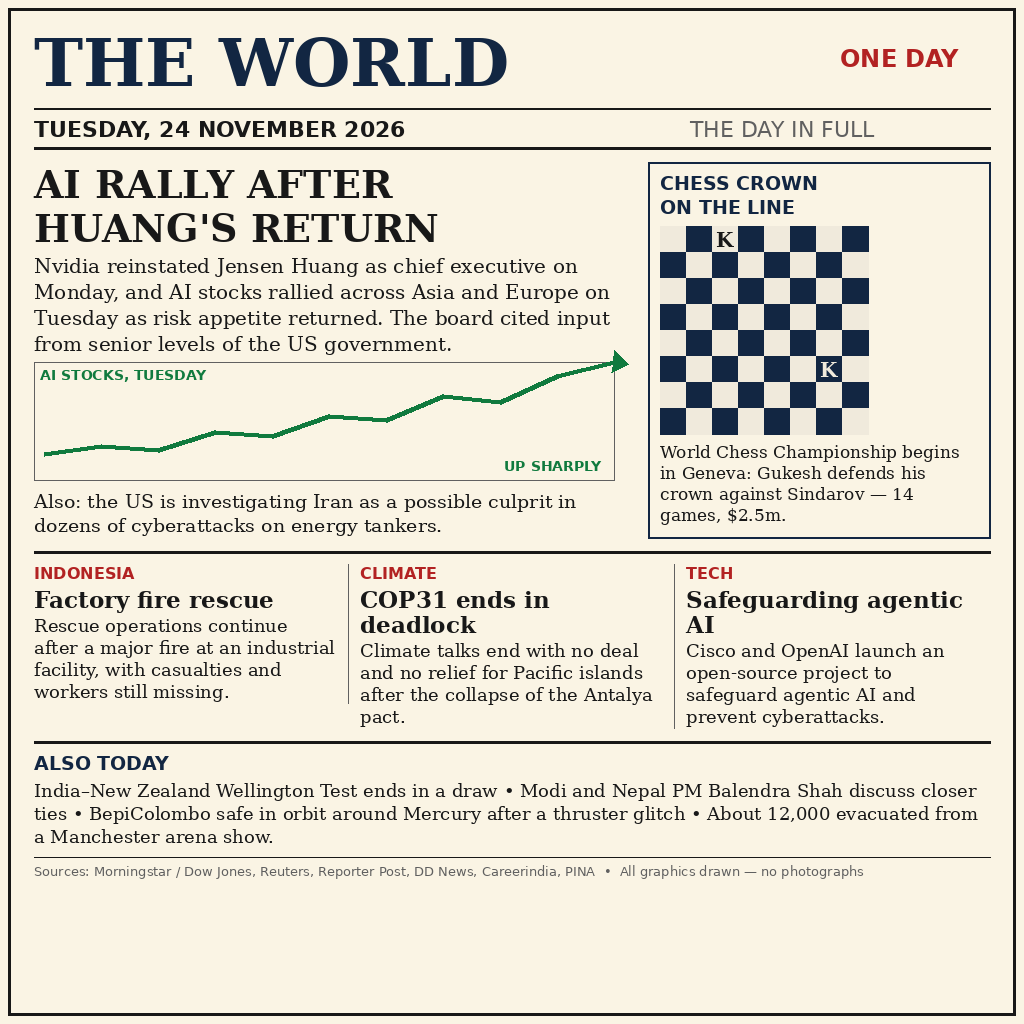 THE WORLD
ONE DAY
TUESDAY, 24 NOVEMBER 2026
THE DAY IN FULL
AI RALLY AFTER
HUANG'S RETURN
Nvidia reinstated Jensen Huang as chief executive on
Monday, and AI stocks rallied across Asia and Europe on
Tuesday as risk appetite returned. The board cited input
from senior levels of the US government.
AI STOCKS, TUESDAY
UP SHARPLY
Also: the US is investigating Iran as a possible culprit in
dozens of cyberattacks on energy tankers.
CHESS CROWN
ON THE LINE
K
K
World Chess Championship begins
in Geneva: Gukesh defends his
crown against Sindarov — 14
games, $2.5m.
INDONESIA
Factory fire rescue
Rescue operations continue
after a major fire at an industrial
facility, with casualties and
workers still missing.
CLIMATE
COP31 ends in
deadlock
Climate talks end with no deal
and no relief for Pacific islands
after the collapse of the Antalya
pact.
TECH
Safeguarding agentic
AI
Cisco and OpenAI launch an
open-source project to
safeguard agentic AI and
prevent cyberattacks.
ALSO TODAY
India–New Zealand Wellington Test ends in a draw • Modi and Nepal PM Balendra Shah discuss closer
ties • BepiColombo safe in orbit around Mercury after a thruster glitch • About 12,000 evacuated from
a Manchester arena show.
Sources: Morningstar / Dow Jones, Reuters, Reporter Post, DD News, Careerindia, PINA • All graphics drawn — no photographs